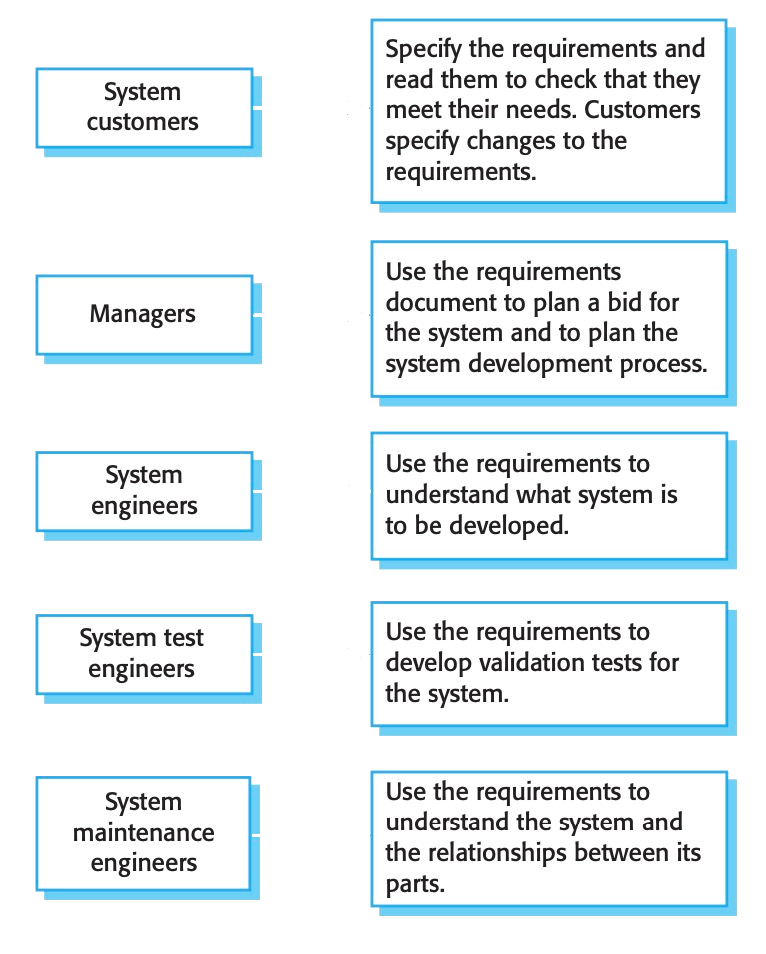 System
customers
Specify the requirements and
read them to check that they
meet their needs. Customers
specify changes to the
requirements.
Managers
Use the requirements
document to plan a bid for
the system and to plan the
system development process.
System
engineers
Use the requirements to
understand what system is
to be developed.
System test
engineers
Use the requirements to
develop validation tests for
the system.
System
maintenance
engineers
Use the requirements to
understand the system and
the relationships between its
parts.